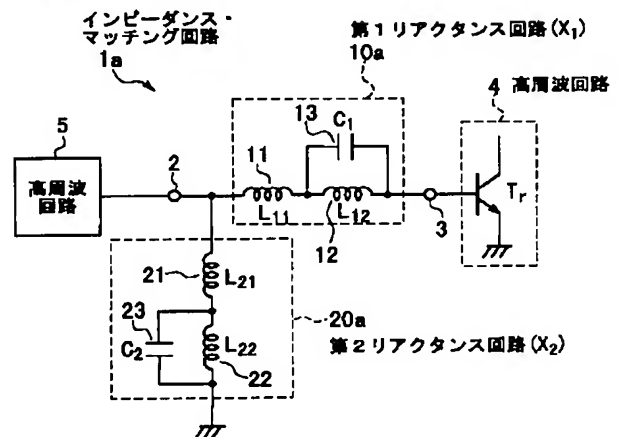 インピーダンス・
マッチング回路
1a
第1リアクタンス回路(X₁)
10a
4 高周波回路
5
高周波
回路
2
11
13
C₁
L₁₁
L₁₂
12
3
Tᵣ
21
L₂₁
23
C₂
L₂₂
22
20a
第2リアクタンス回路(X₂)